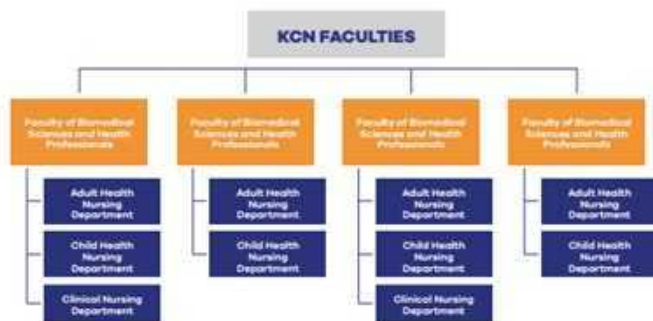 KCN FACULTIES
Faculty of Biomedical
Sciences and Health
Professionals
Adult Health
Nursing
Department
Child Health
Nursing
Department
Clinical Nursing
Department
Faculty of Biomedical
Sciences and Health
Professionals
Adult Health
Nursing
Department
Child Health
Nursing
Department
Faculty of Biomedical
Sciences and Health
Professionals
Adult Health
Nursing
Department
Child Health
Nursing
Department
Clinical Nursing
Department
Faculty of Biomedical
Sciences and Health
Professionals
Adult Health
Nursing
Department
Child Health
Nursing
Department